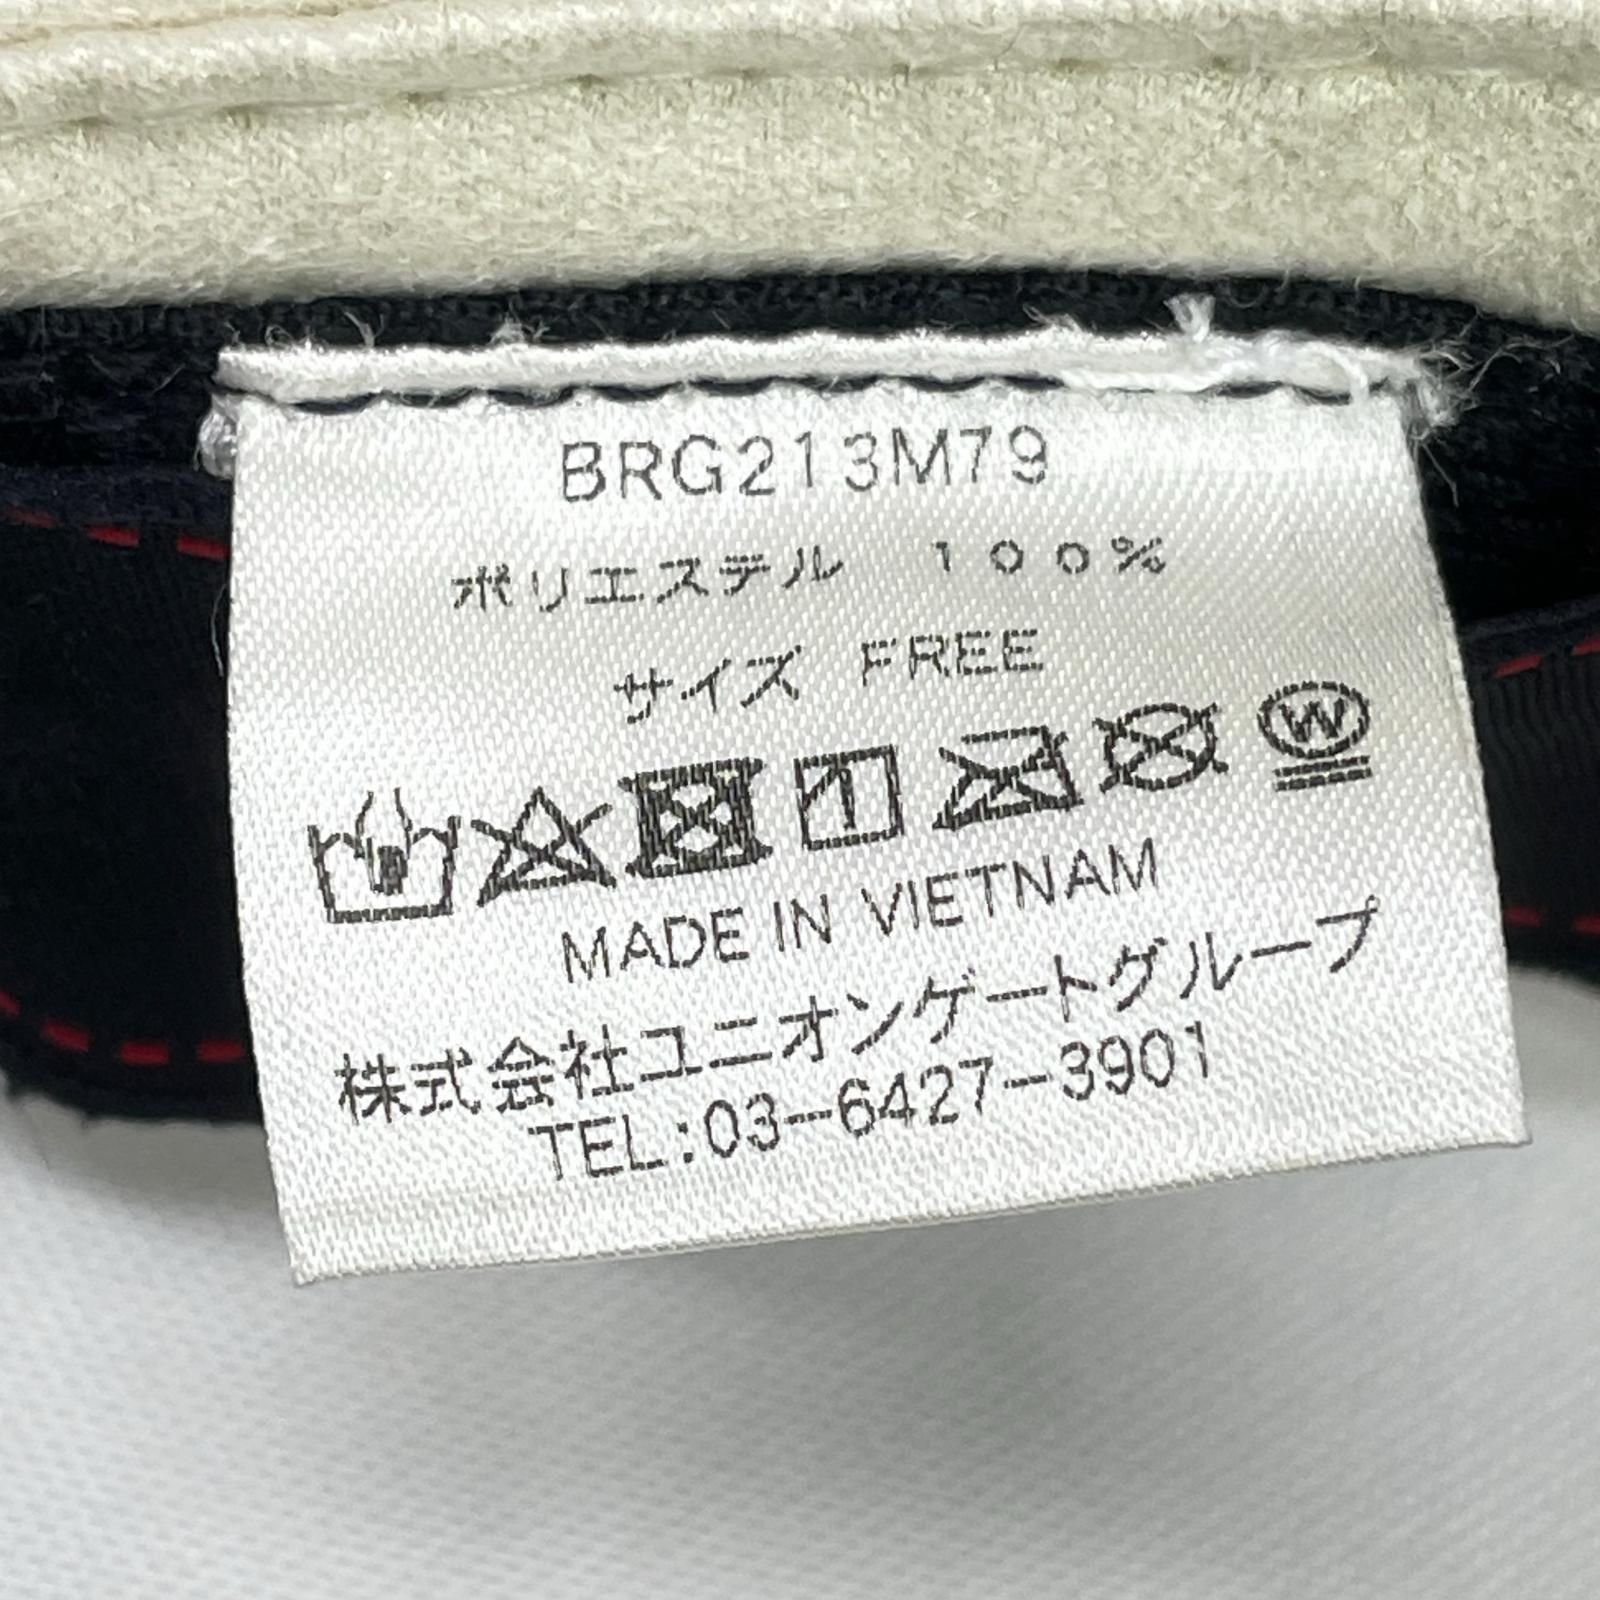 BRG213M79
ポリエステル 100%
サイズ FREE
W
MADE IN VIETNAM
株式会社ユニオンゲートグループ
TEL:03-6427-3901